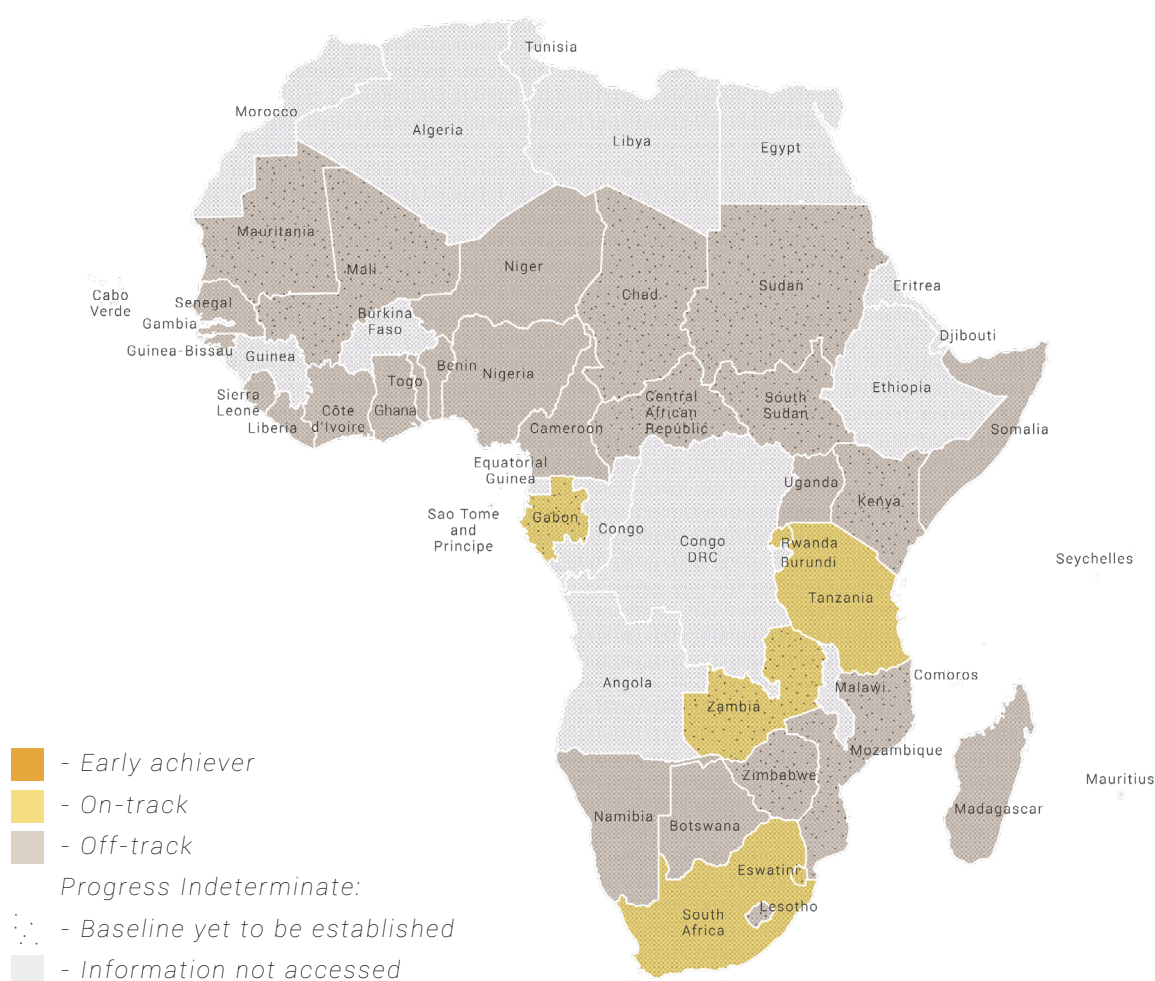 Tunisia
Morocco
Algeria
Libya
Egypt
Mauritania
Mali
Niger
Chad
Sudan
Eritrea
Cabo
Verde
Senegal
Gambia
Guinea-Bissau
Guinea
Burkina
Faso
Djibouti
Benin
Nigeria
Togo
Ghana
Côte
d'Ivoire
Sierra
Leone
Liberia
Cameroon
Central
African
Republic
South
Sudan
Ethiopia
Somalia
Equatorial
Guinea
Sao Tome
and
Principe
Gabon
Congo
Congo
DRC
Uganda
Kenya
Rwanda
Burundi
Tanzania
Seychelles
Angola
Zambia
Malawi
Comoros
Mozambique
Zimbabwe
Mauritius
Madagascar
Namibia
Botswana
Eswatini
Lesotho
South
Africa
- Early achiever
- On-track
- Off-track
Progress Indeterminate:
- Baseline yet to be established
- Information not accessed